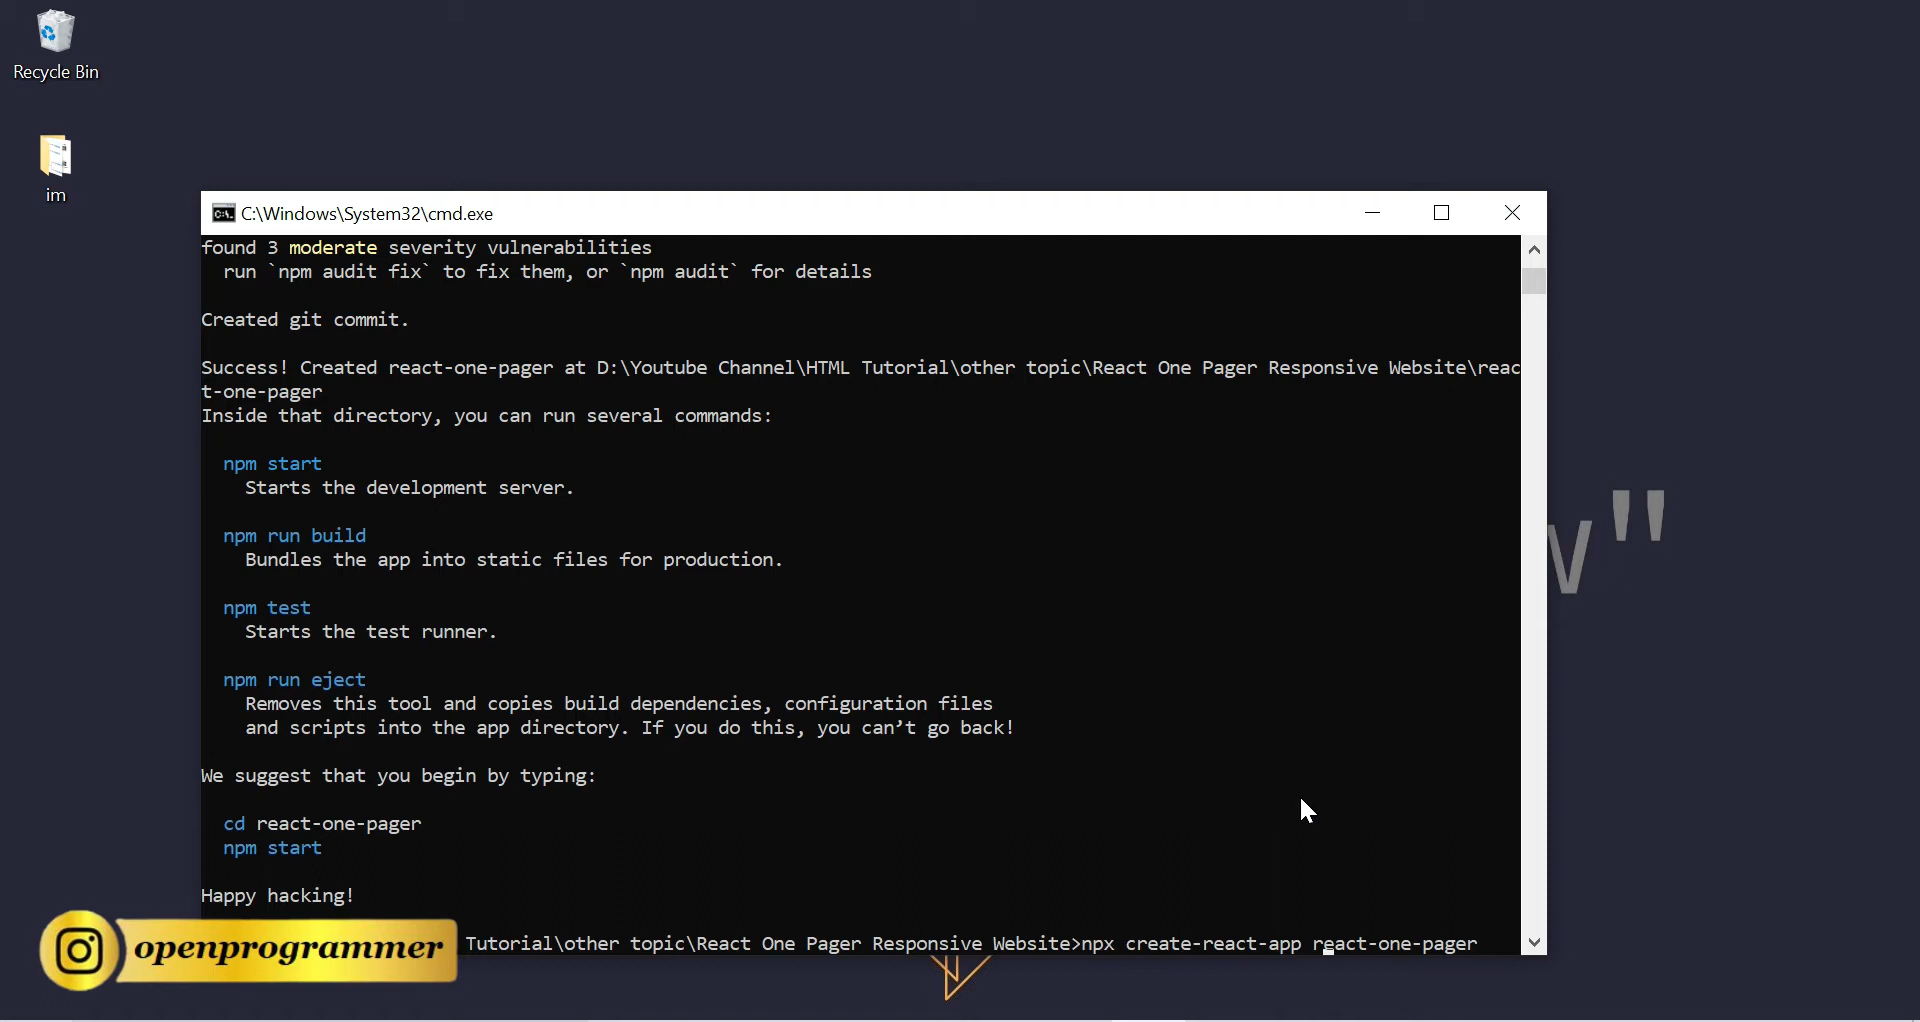 Recycle Bin
im
C:\Windows\System32\cmd.exe
found 3 moderate severity vulnerabilities
run `npm audit fix` to fix them, or `npm audit` for details
Created git commit.
Success! Created react-one-pager at D:\Youtube Channel\HTML Tutorial\other topic\React One Pager Responsive Website\reac
t-one-pager
Inside that directory, you can run several commands:
npm start
Starts the development server.
npm run build
Bundles the app into static files for production.
npm test
Starts the test runner.
npm run eject
Removes this tool and copies build dependencies, configuration files
and scripts into the app directory. If you do this, you can’t go back!
We suggest that you begin by typing:
cd react-one-pager
npm start
Happy hacking!
Tutorial\other topic\React One Pager Responsive Website>npx create-react-app react-one-pager
openprogrammer
w"